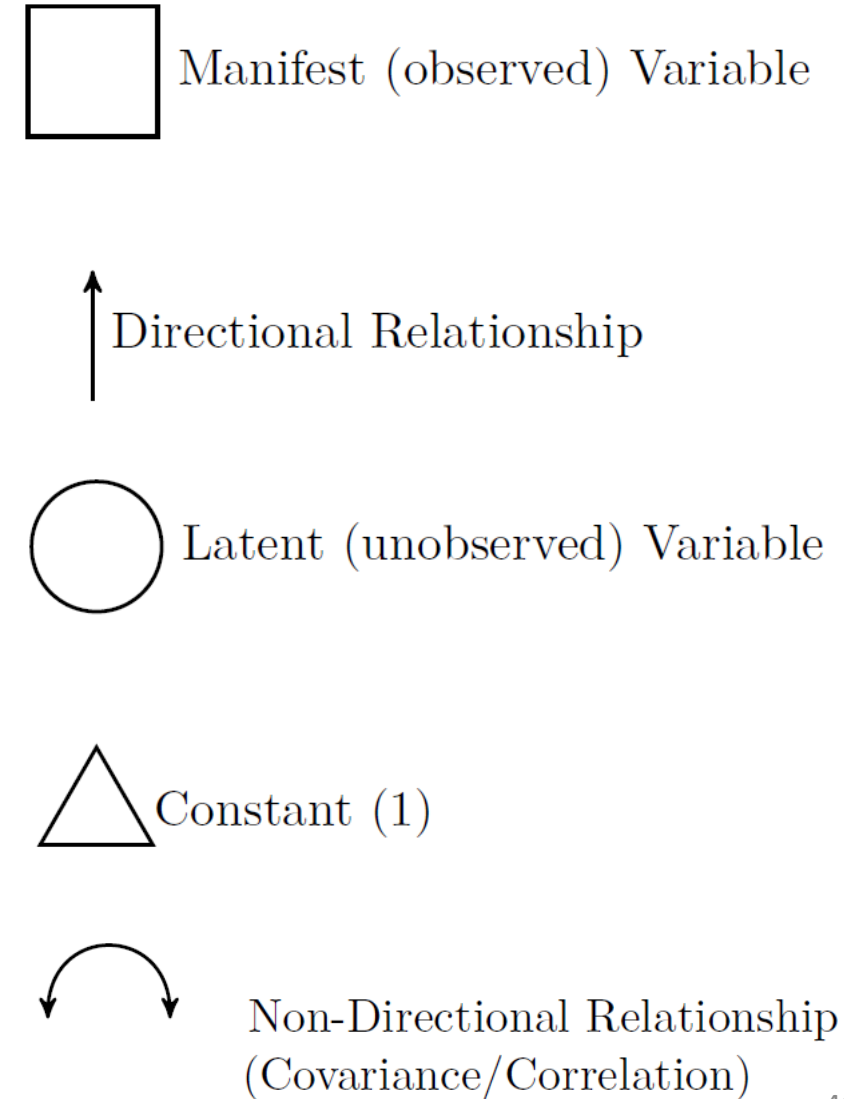 Manifest (observed) Variable
Directional Relationship
Latent (unobserved) Variable
Constant (1)
Non-Directional Relationship
(Covariance/Correlation)